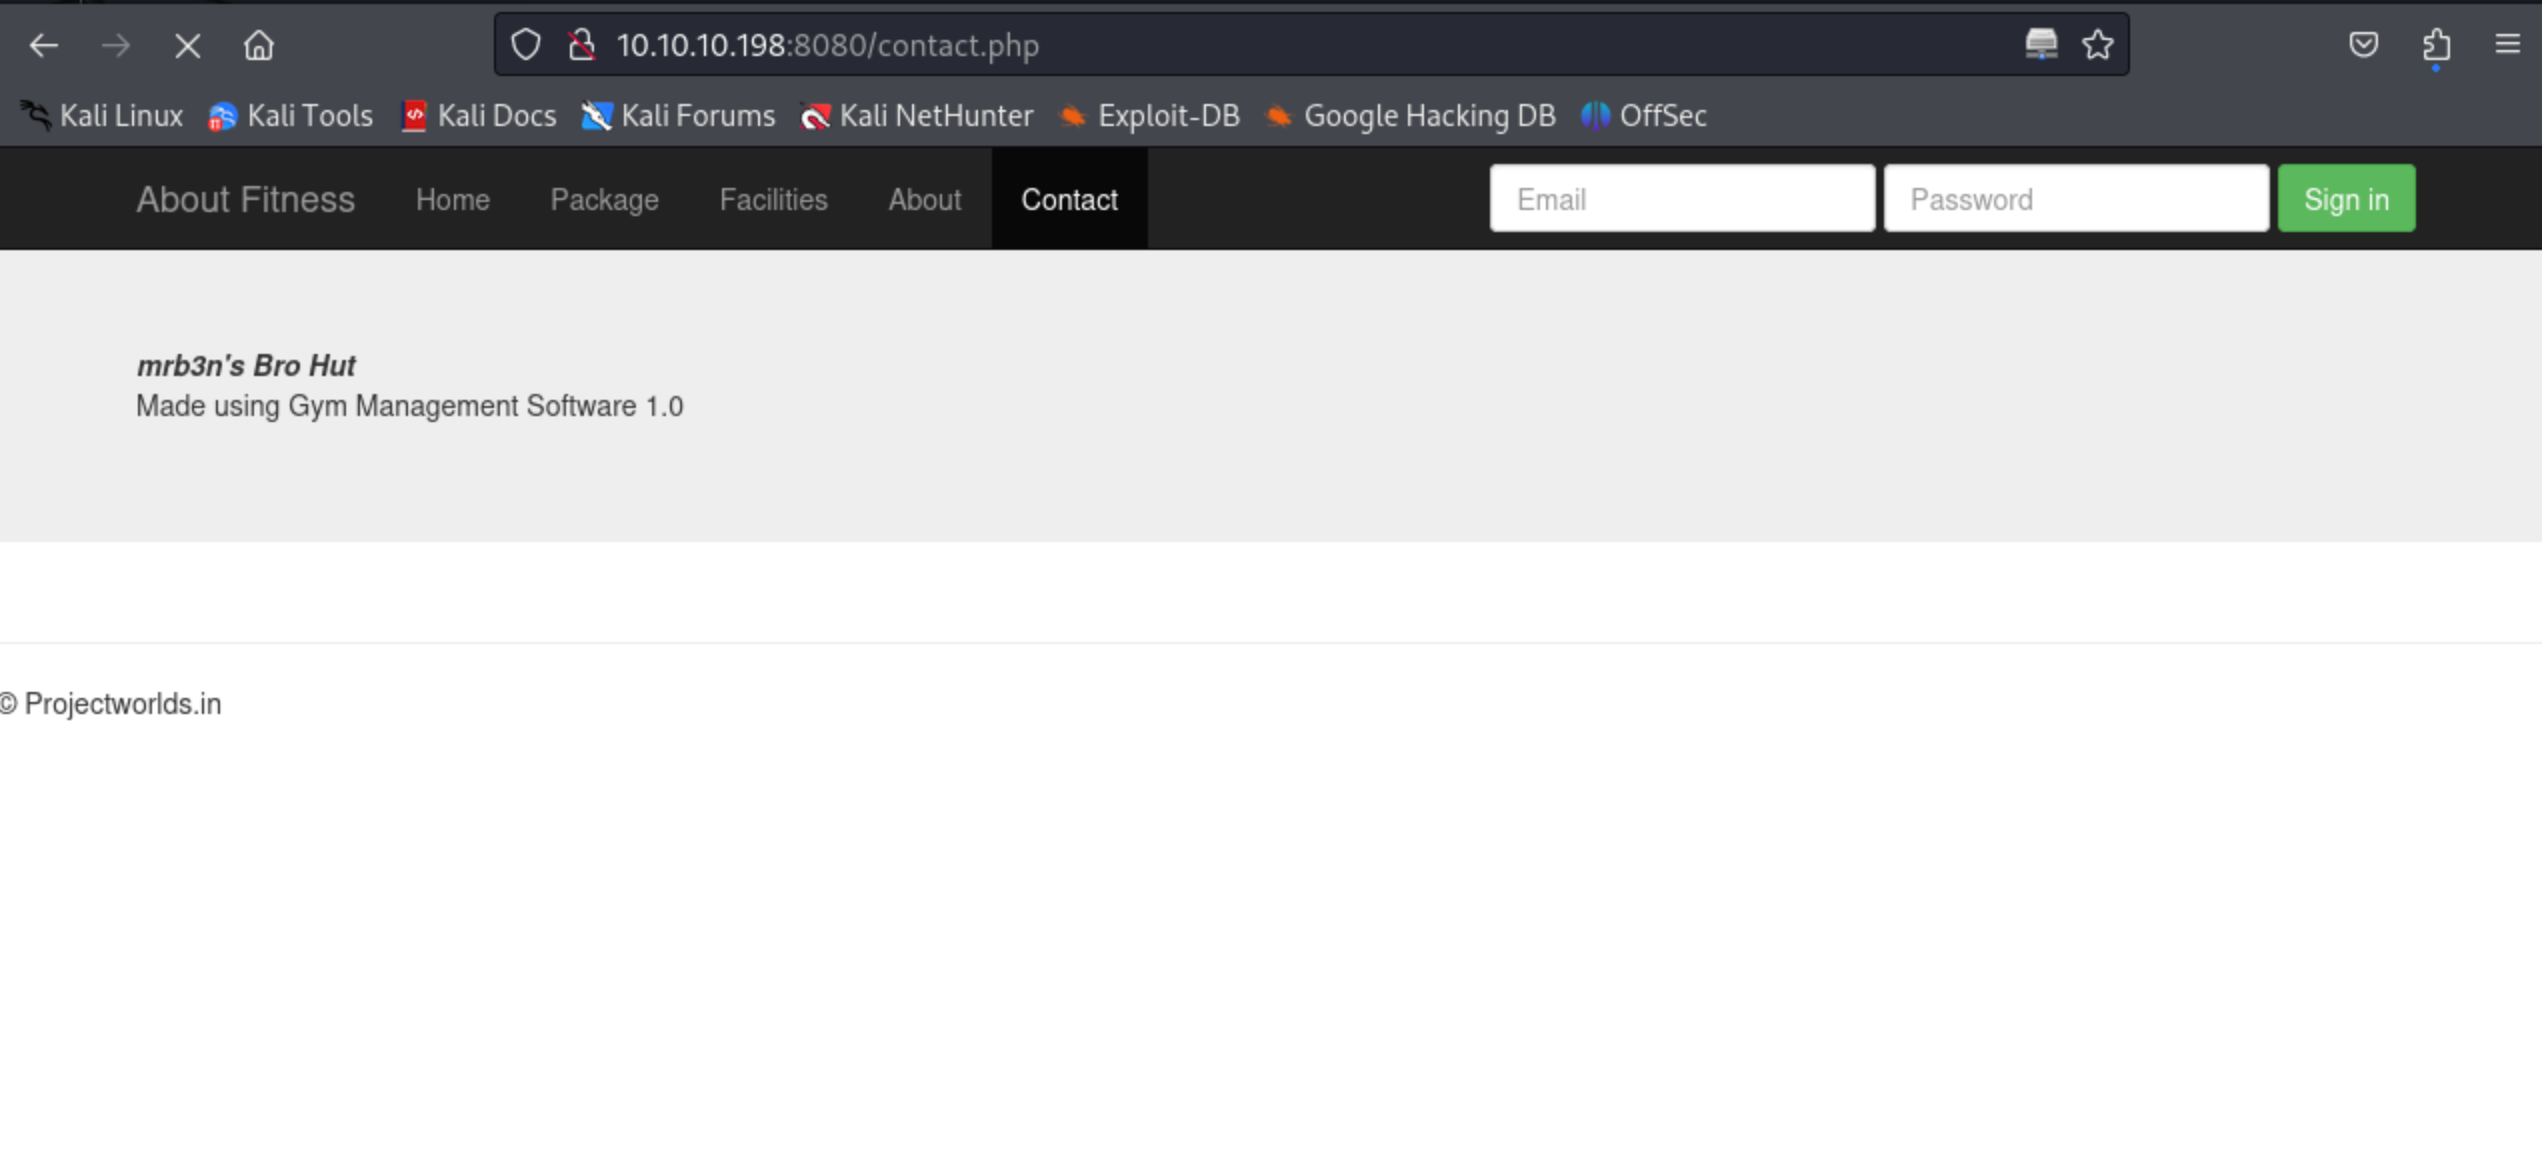 10.10.10.198:8080/contact.php
Kali Linux Kali Tools Kali Docs Kali Forums Kali NetHunter Exploit-DB Google Hacking DB OffSec
About Fitness Home Package Facilities About Contact Email Password Sign in
mrb3n's Bro Hut
Made using Gym Management Software 1.0
© Projectworlds.in